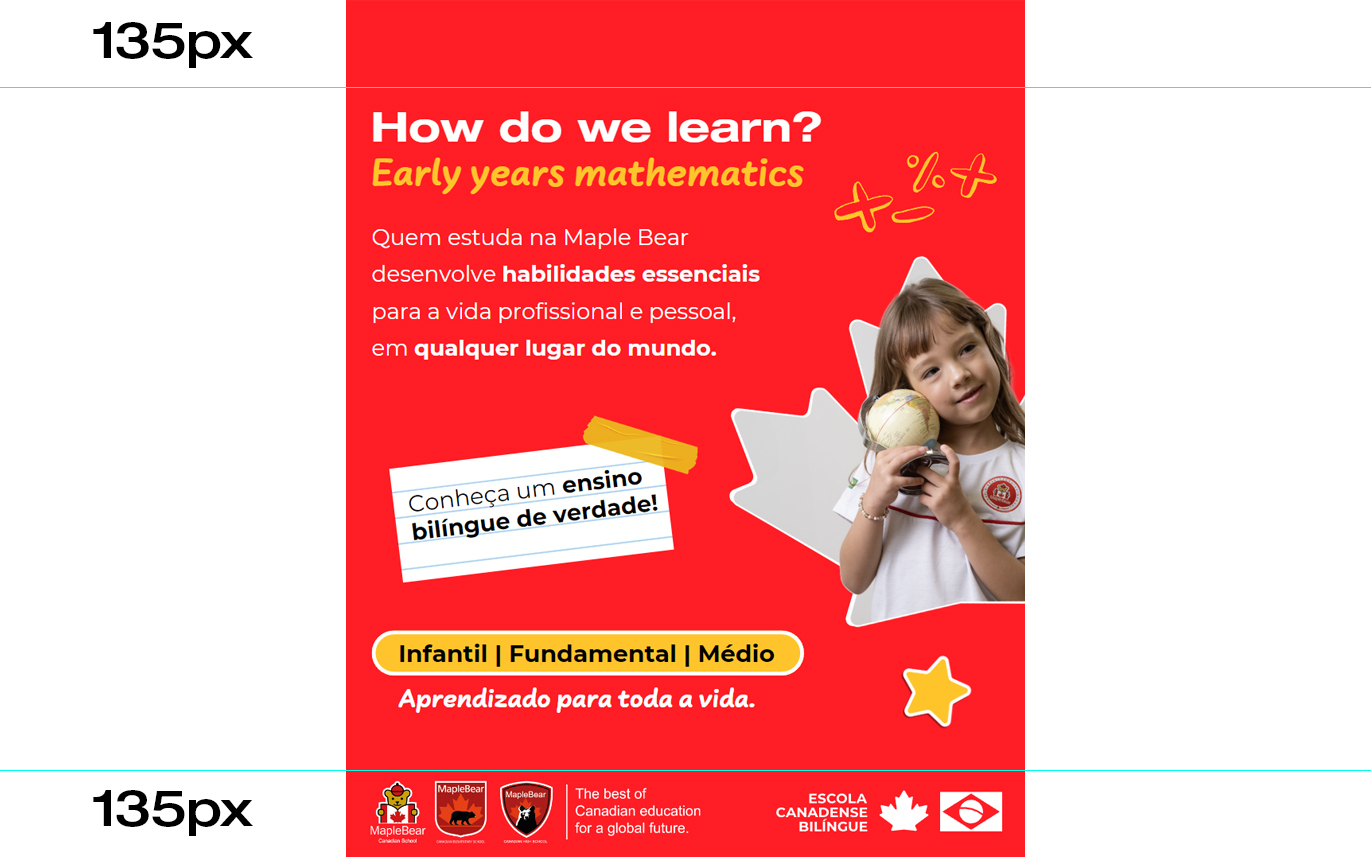 135px
How do we learn?
Early years mathematics
Quem estuda na Maple Bear
desenvolve habilidades essenciais
para a vida profissional e pessoal,
em qualquer lugar do mundo.
Conheça um ensino
bilíngue de verdade!
Infantil | Fundamental | Médio
Aprendizado para toda a vida.
135px
MapleBear
Canadian School
MapleBear
MapleBear
The best of
Canadian education
for a global future.
ESCOLA
CANADENSE
BILÍNGUE